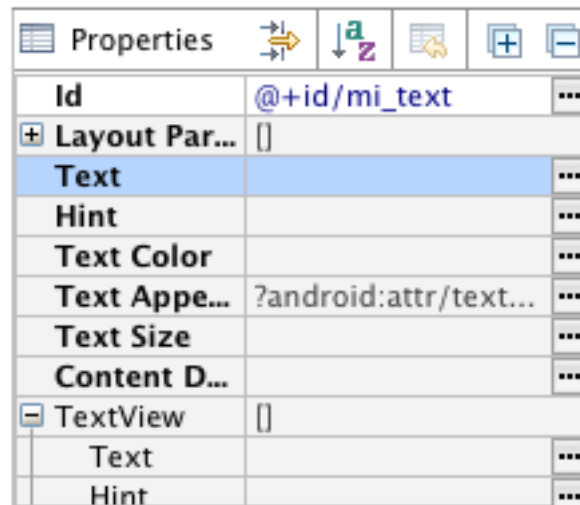 Properties
Id @+id/mi_text
Layout Par... []
Text
Hint
Text Color
Text Appe... ?android:attr/text...
Text Size
Content D...
TextView []
Text
Hint